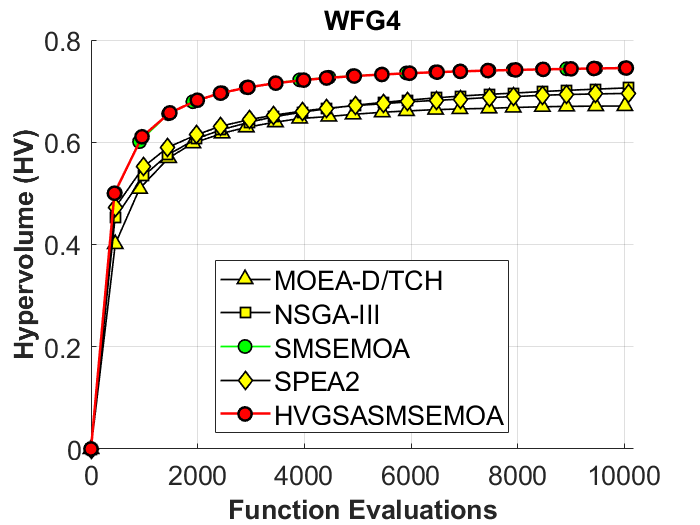 WFG4
Hypervolume (HV)
0.8
0.6
0.4
0.2
0
MOEA-D/TCH
NSGA-III
SMSEMOA
SPEA2
HVGSASMSEMOA
0 2000 4000 6000 8000 10000
Function Evaluations